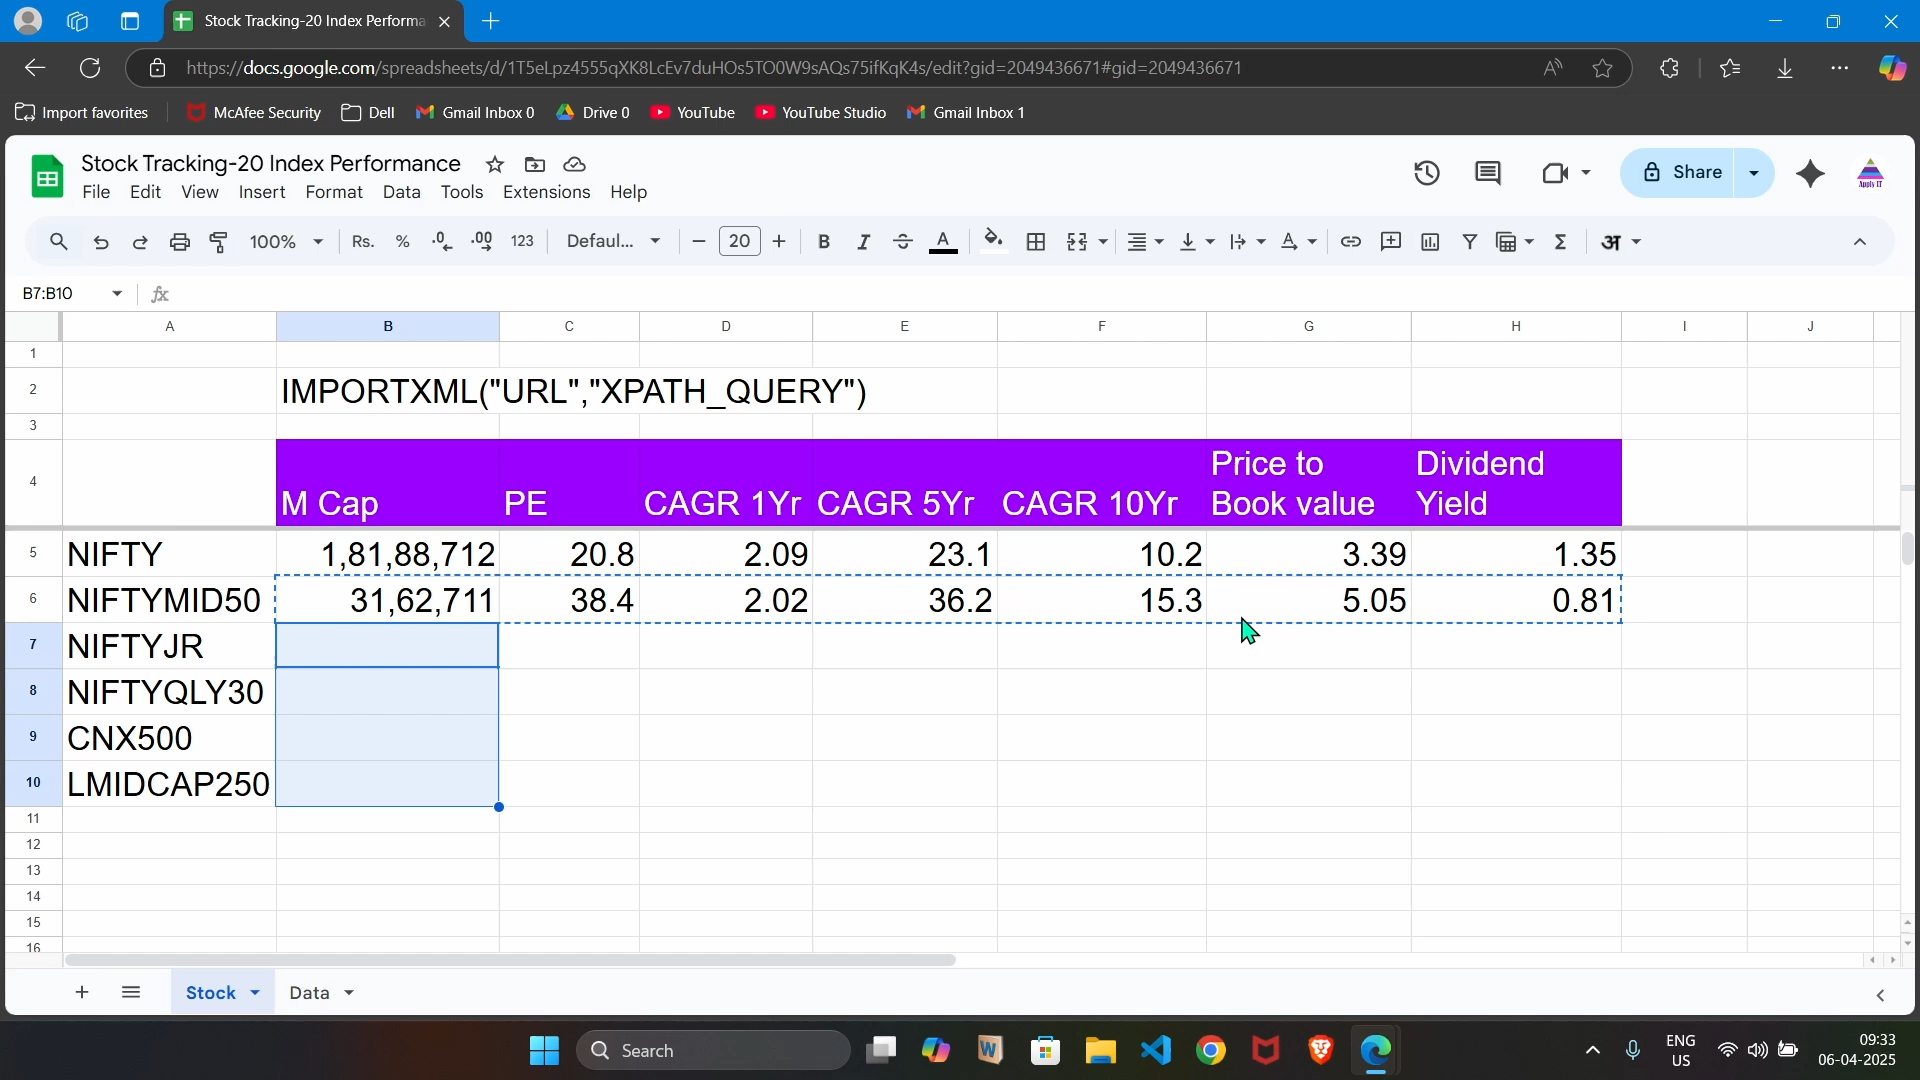 Stock Tracking-20 Index Performa
https://docs.google.com/spreadsheets/d/1T5eLpz4555qXK8LcEv7duHOs5TO0W9sAQs75ifKqK4s/edit?gid=2049436671#gid=2049436671
Import favorites McAfee Security Dell Gmail Inbox 0 Drive 0 YouTube YouTube Studio Gmail Inbox 1
Stock Tracking-20 Index Performance
File Edit View Insert Format Data Tools Extensions Help
Share
Apply IT
100% Rs. % .0 .00 123 Defaul... 20 B I S A अ
B7:B10 fx
A B C D E F G H I J
1
2 IMPORTXML("URL","XPATH_QUERY")
3
4 M Cap PE CAGR 1Yr CAGR 5Yr CAGR 10Yr Price to Book value Dividend Yield
5 NIFTY 1,81,88,712 20.8 2.09 23.1 10.2 3.39 1.35
6 NIFTYMID50 31,62,711 38.4 2.02 36.2 15.3 5.05 0.81
7 NIFTYJR
8 NIFTYQLY30
9 CNX500
10 LMIDCAP250
11
12
13
14
15
16
Stock Data
Search
ENG
US
09:33
06-04-2025